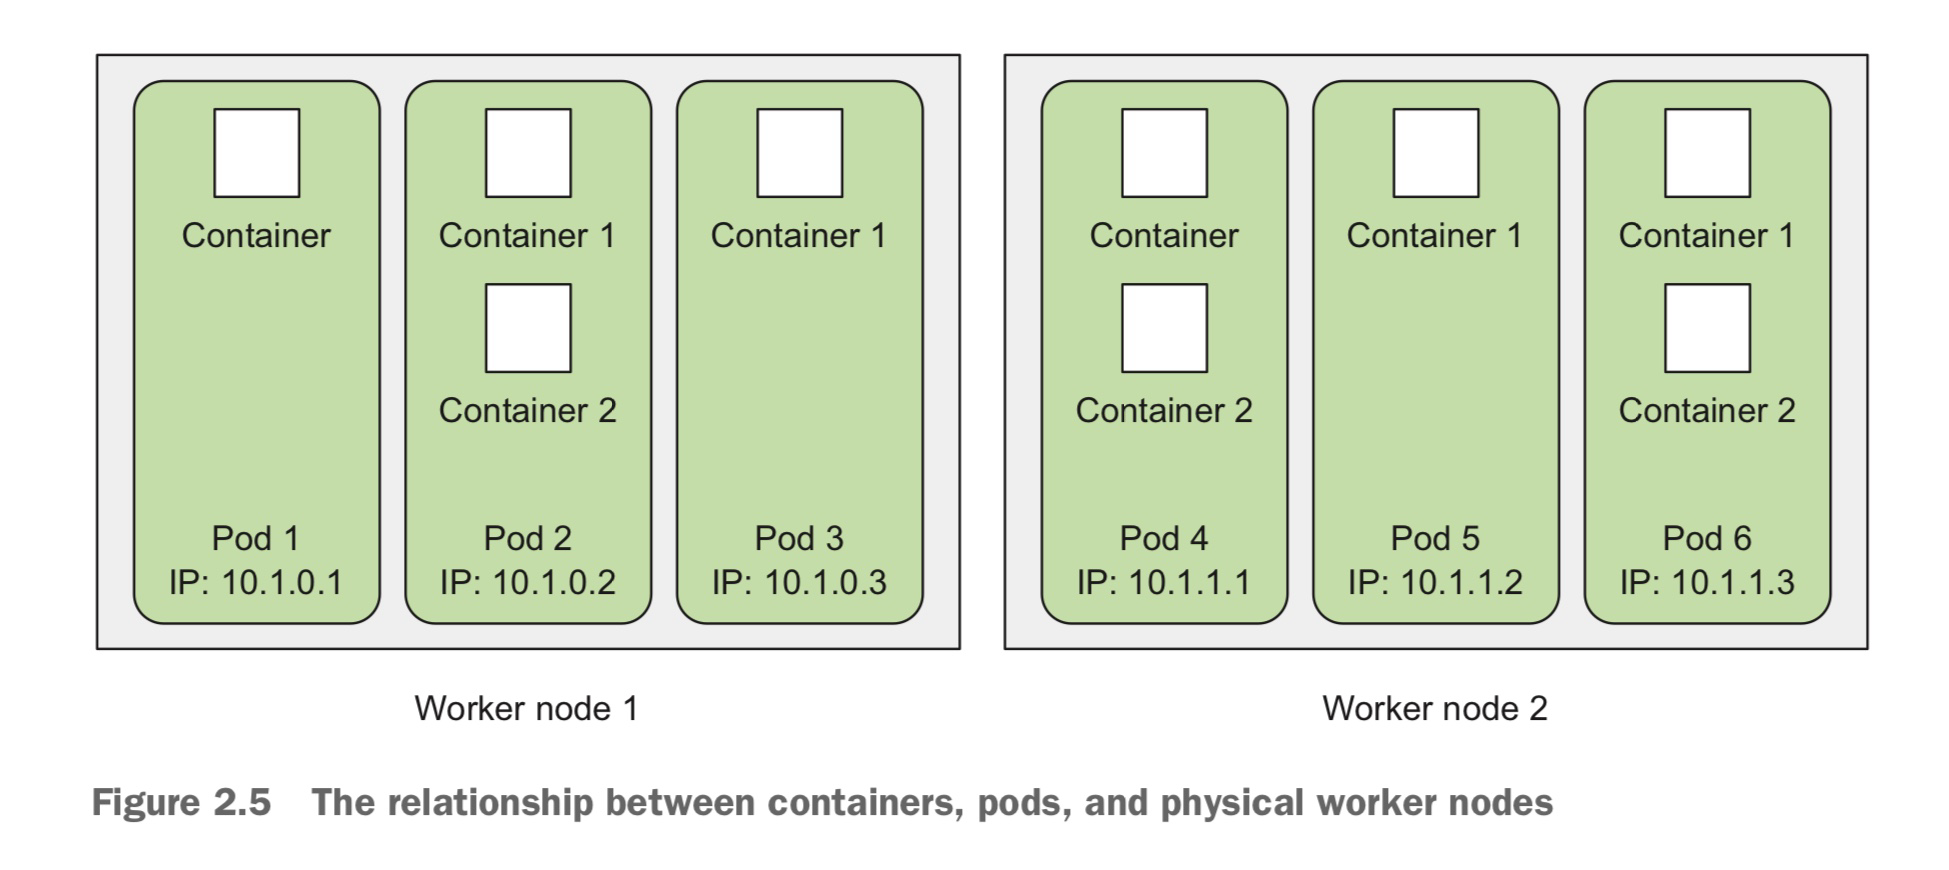 Container
Container 1
Container 2
Container 1
Pod 1
IP: 10.1.0.1
Pod 2
IP: 10.1.0.2
Pod 3
IP: 10.1.0.3
Worker node 1
Container
Container 2
Container 1
Container 1
Container 2
Pod 4
IP: 10.1.1.1
Pod 5
IP: 10.1.1.2
Pod 6
IP: 10.1.1.3
Worker node 2
Figure 2.5 The relationship between containers, pods, and physical worker nodes